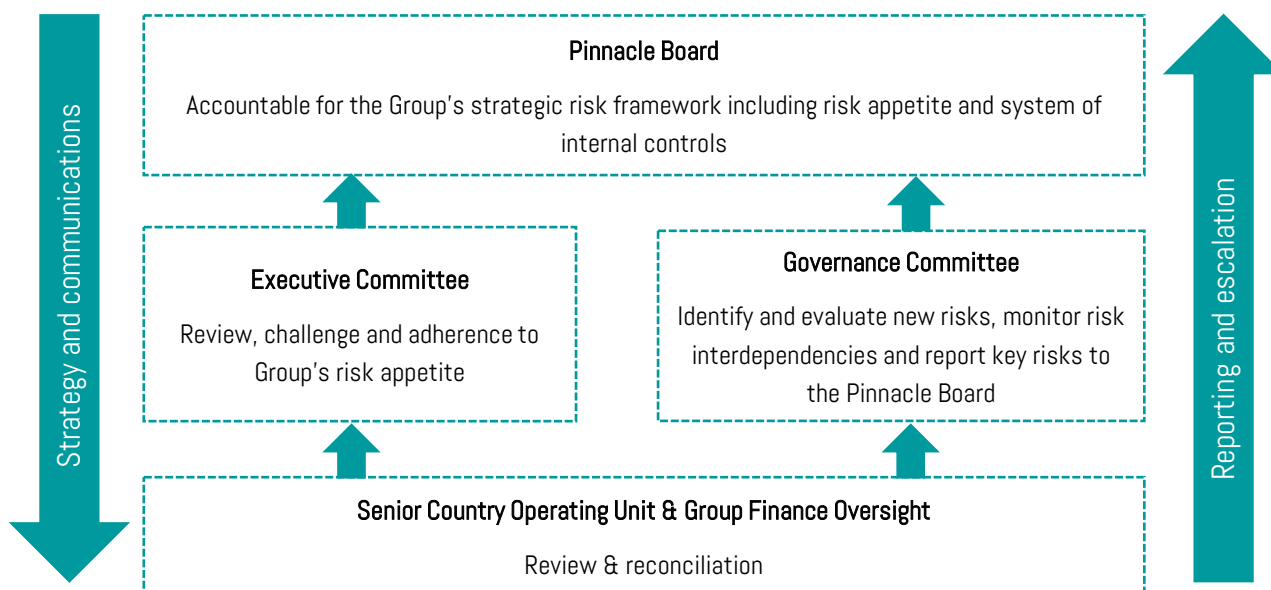 Pinnacle Board
Accountable for the Group's strategic risk framework including risk appetite and system of
internal controls
Strategy and communications
Executive Committee
Review, challenge and adherence to
Group's risk appetite
Governance Committee
Identify and evaluate new risks, monitor risk
interdependencies and report key risks to
the Pinnacle Board
Reporting and escalation
Senior Country Operating Unit & Group Finance Oversight
Review & reconciliation